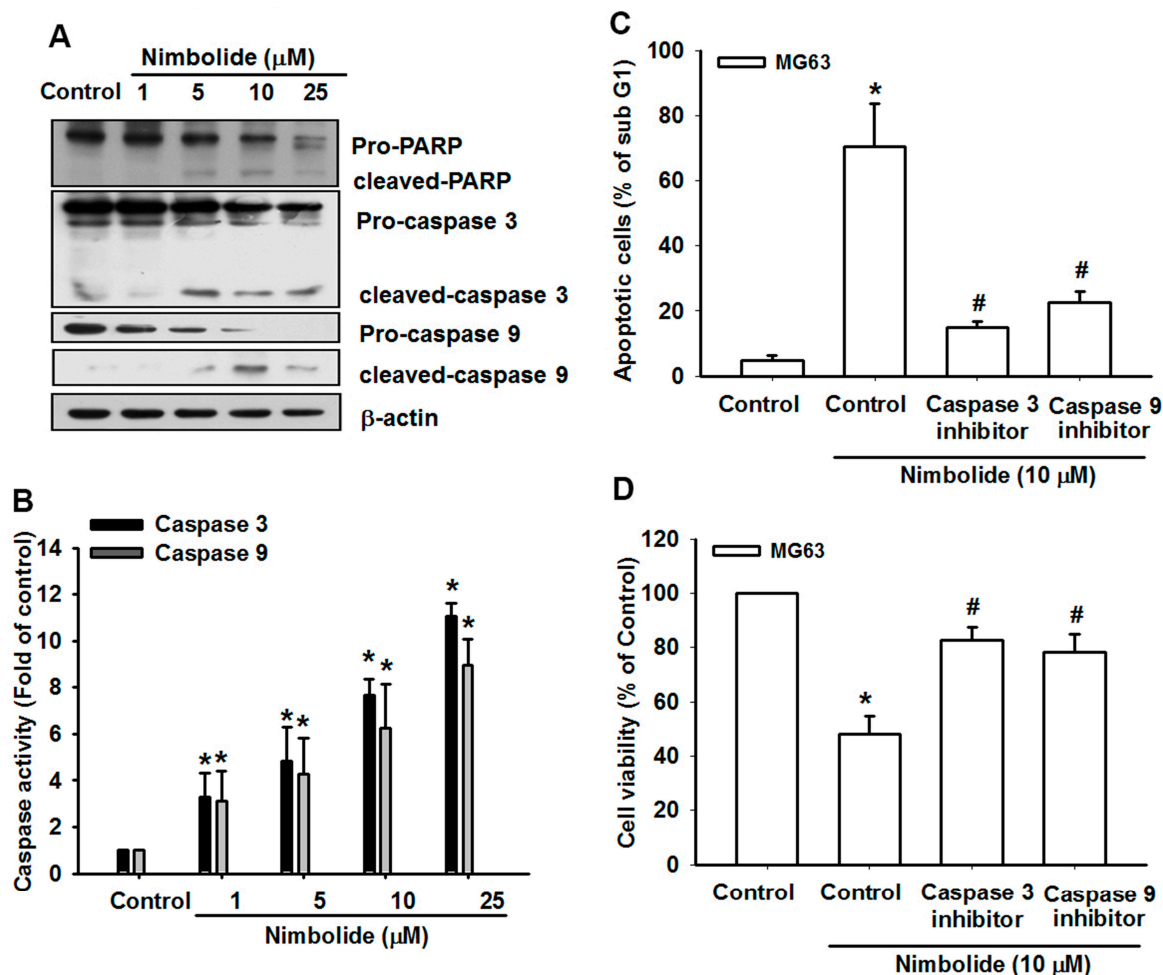 A
Nimbolide (μM)
Control 1 5 10 25
Pro-PARP
cleaved-PARP
Pro-caspase 3
cleaved-caspase 3
Pro-caspase 9
cleaved-caspase 9
β-actin
B
Caspase 3
Caspase 9
Caspase activity (Fold of control)
14
12
10
8
6
4
2
0
* *
* *
* *
*
*
Control 1 5 10 25
Nimbolide (μM)
C
MG63
Apoptotic cells (% of sub G1)
100
80
60
40
20
0
*
#
#
Control Control Caspase 3 Caspase 9
inhibitor inhibitor
Nimbolide (10 μM)
D
MG63
Cell viability (% of Control)
120
100
80
60
40
20
0
*
#
#
Control Control Caspase 3 Caspase 9
inhibitor inhibitor
Nimbolide (10 μM)